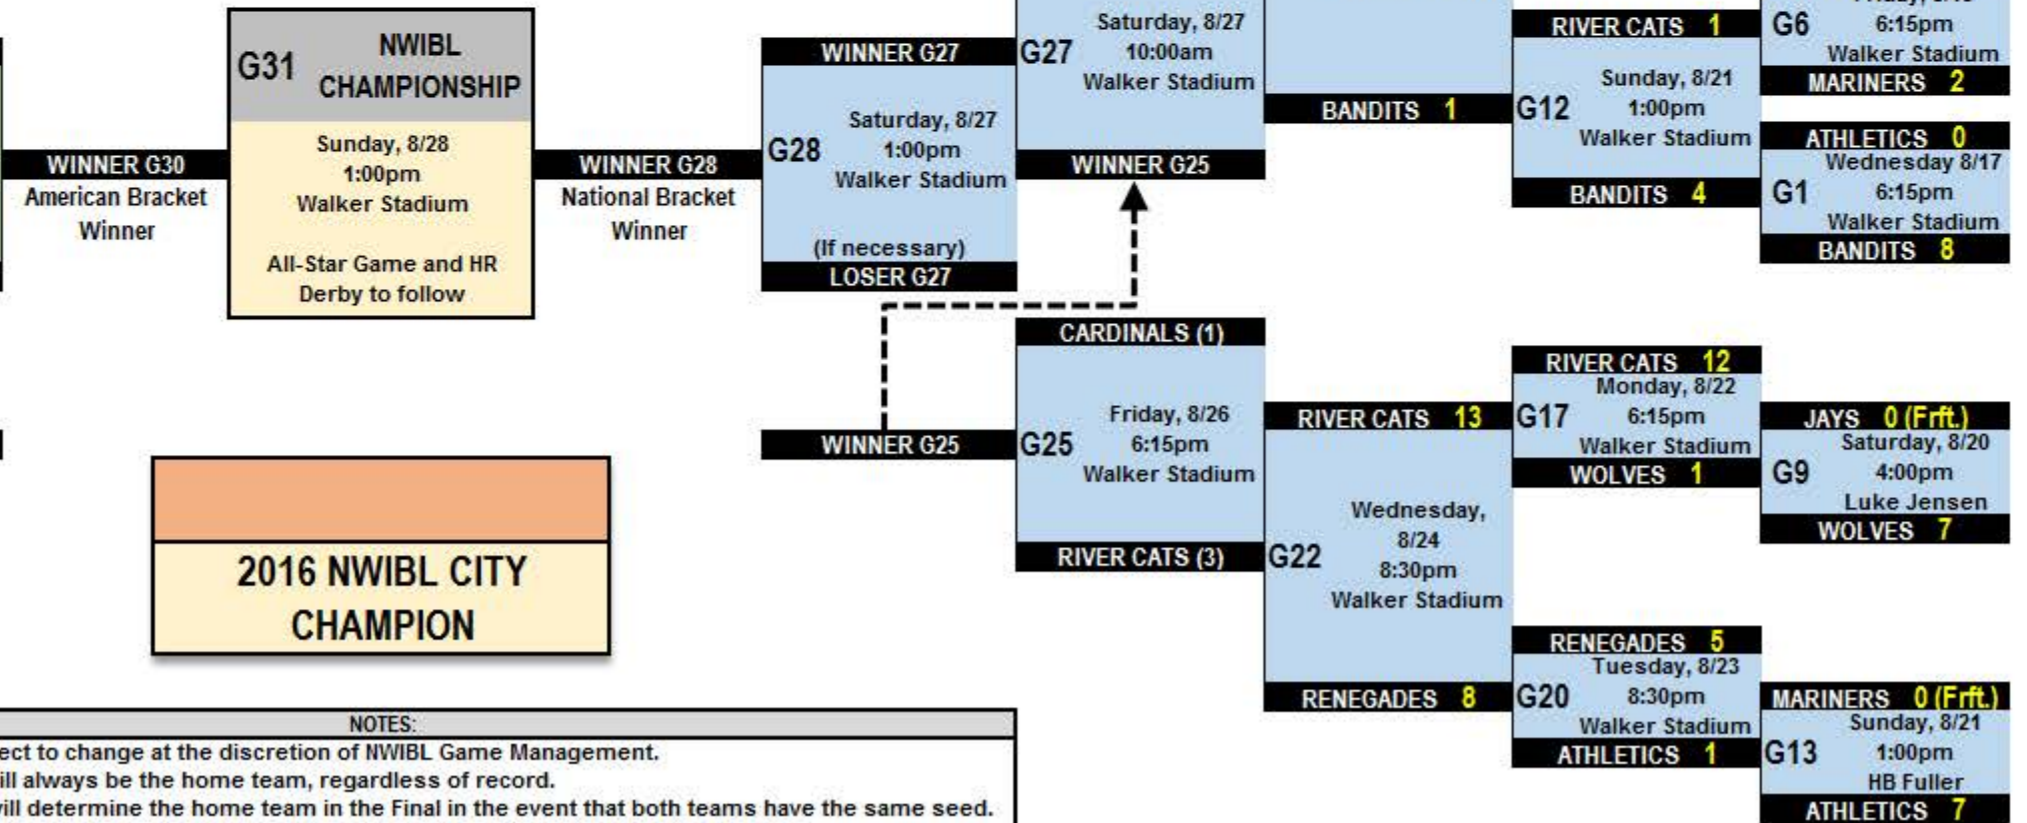 G31
NWIBL
CHAMPIONSHIP
Sunday, 8/28
1:00pm
Walker Stadium
All-Star Game and HR
Derby to follow
WINNER G30
American Bracket
Winner
WINNER G28
National Bracket
Winner
WINNER G27
G28
Saturday, 8/27
1:00pm
Walker Stadium
(If necessary)
LOSER G27
G27
Saturday, 8/27
10:00am
Walker Stadium
WINNER G25
BANDITS 1
RIVER CATS 1
G12
Sunday, 8/21
1:00pm
Walker Stadium
BANDITS 4
G6
6:15pm
Walker Stadium
MARINERS 2
ATHLETICS 0
G1
Wednesday 8/17
6:15pm
Walker Stadium
BANDITS 8
WINNER G25
CARDINALS (1)
G25
Friday, 8/26
6:15pm
Walker Stadium
RIVER CATS (3)
RIVER CATS 13
G22
Wednesday,
8/24
8:30pm
Walker Stadium
RENEGADES 8
RIVER CATS 12
G17
Monday, 8/22
6:15pm
Walker Stadium
WOLVES 1
JAYS 0 (Frft.)
G9
Saturday, 8/20
4:00pm
Luke Jensen
WOLVES 7
RENEGADES 5
G20
Tuesday, 8/23
8:30pm
Walker Stadium
ATHLETICS 1
MARINERS 0 (Frft.)
G13
Sunday, 8/21
1:00pm
HB Fuller
ATHLETICS 7
2016 NWIBL CITY
CHAMPION
NOTES:
ect to change at the discretion of NWIBL Game Management.
ill always be the home team, regardless of record.
vill determine the home team in the Final in the event that both teams have the same seed.